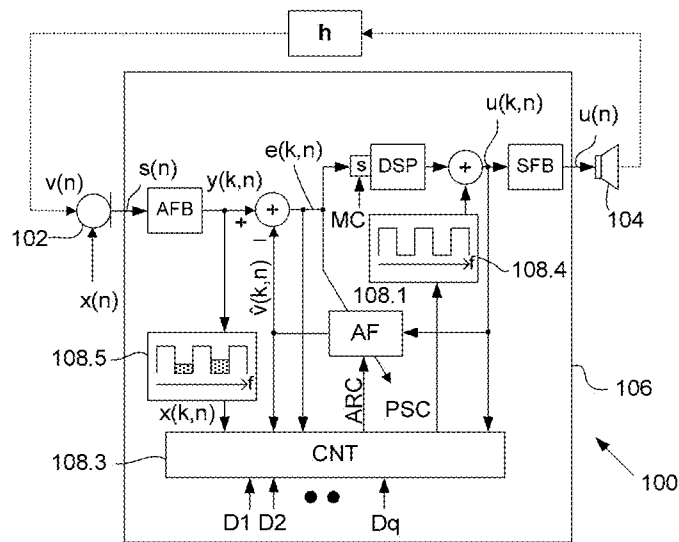 h
u(k,n)
u(n)
e(k,n)
s(n)
y(k,n)
s
DSP
+
SFB
v(n)
AFB
+
+
104
102
MC
–
x(n)
v̂(k,n)
f
108.4
108.1
108.5
AF
f
106
x(k,n)
ARC
PSC
108.3
CNT
100
D1 D2 Dq